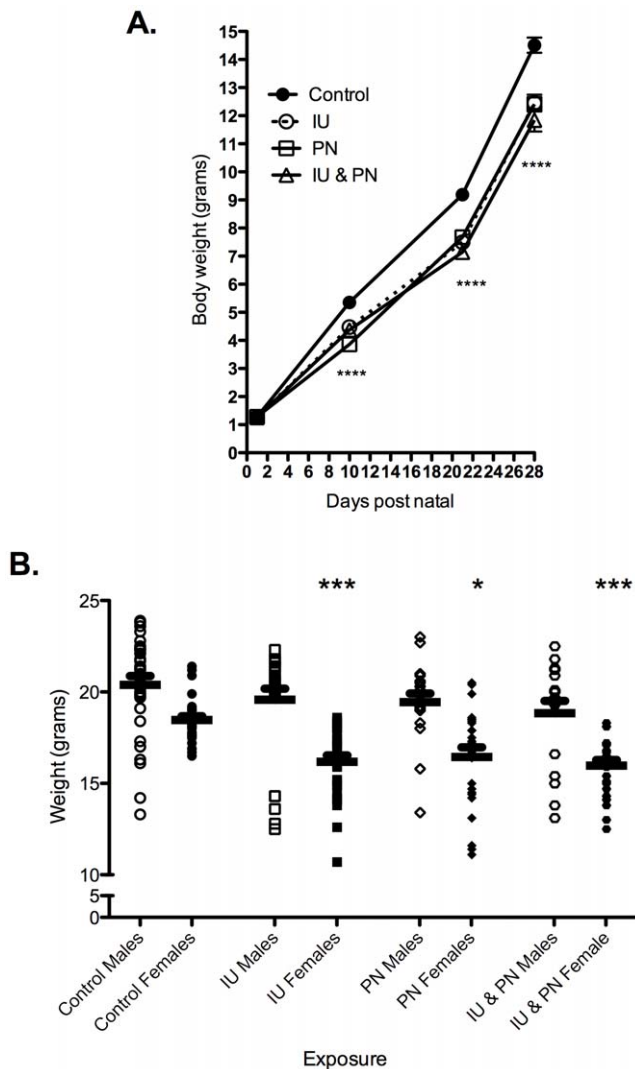 A.
15
14
13
12
11
10
9
8
7
6
5
4
3
2
1
0
Body weight (grams)
Control
IU
PN
IU & PN
****
****
****
0 2 4 6 8 10 12 14 16 18 20 22 24 26 28
Days post natal
B.
*** * ***
25
20
15
10
5
0
Weight (grams)
Control Males
Control Females
IU Males
IU Females
PN Males
PN Females
IU & PN Males
IU & PN Female
Exposure